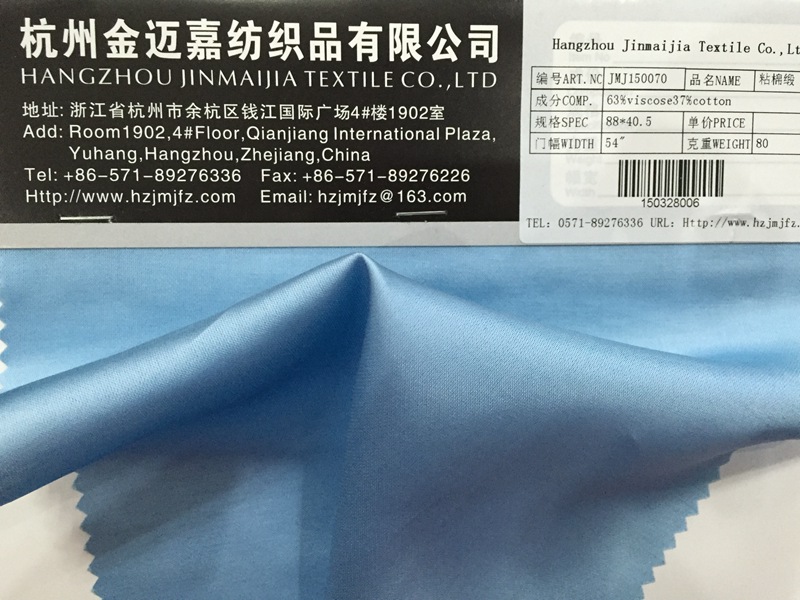 杭州金迈嘉纺织品有限公司
HANGZHOU JINMAIJIA TEXTILE CO.,LTD
地址: 浙江省杭州市余杭区钱江国际广场4#楼1902室
Add: Room1902,4#Floor,Qianjiang International Plaza,
Yuhang,Hangzhou,Zhejiang,China
Tel: +86-571-89276336 Fax: +86-571-89276226
Http://www.hzjmjfz.com Email: hzjmjfz@163.com
Hangzhou Jinmaijia Textile Co.,Lt
编号ART.NC JMJ150070 品名NAME 粘棉缎
成分COMP. 63%viscose37%cotton
规格SPEC 88*40.5 单价PRICE
门幅WIDTH 54" 克重WEIGHT 80
150328006
TEL: 0571-89276336 URL: Http://www.hzjmjfz.